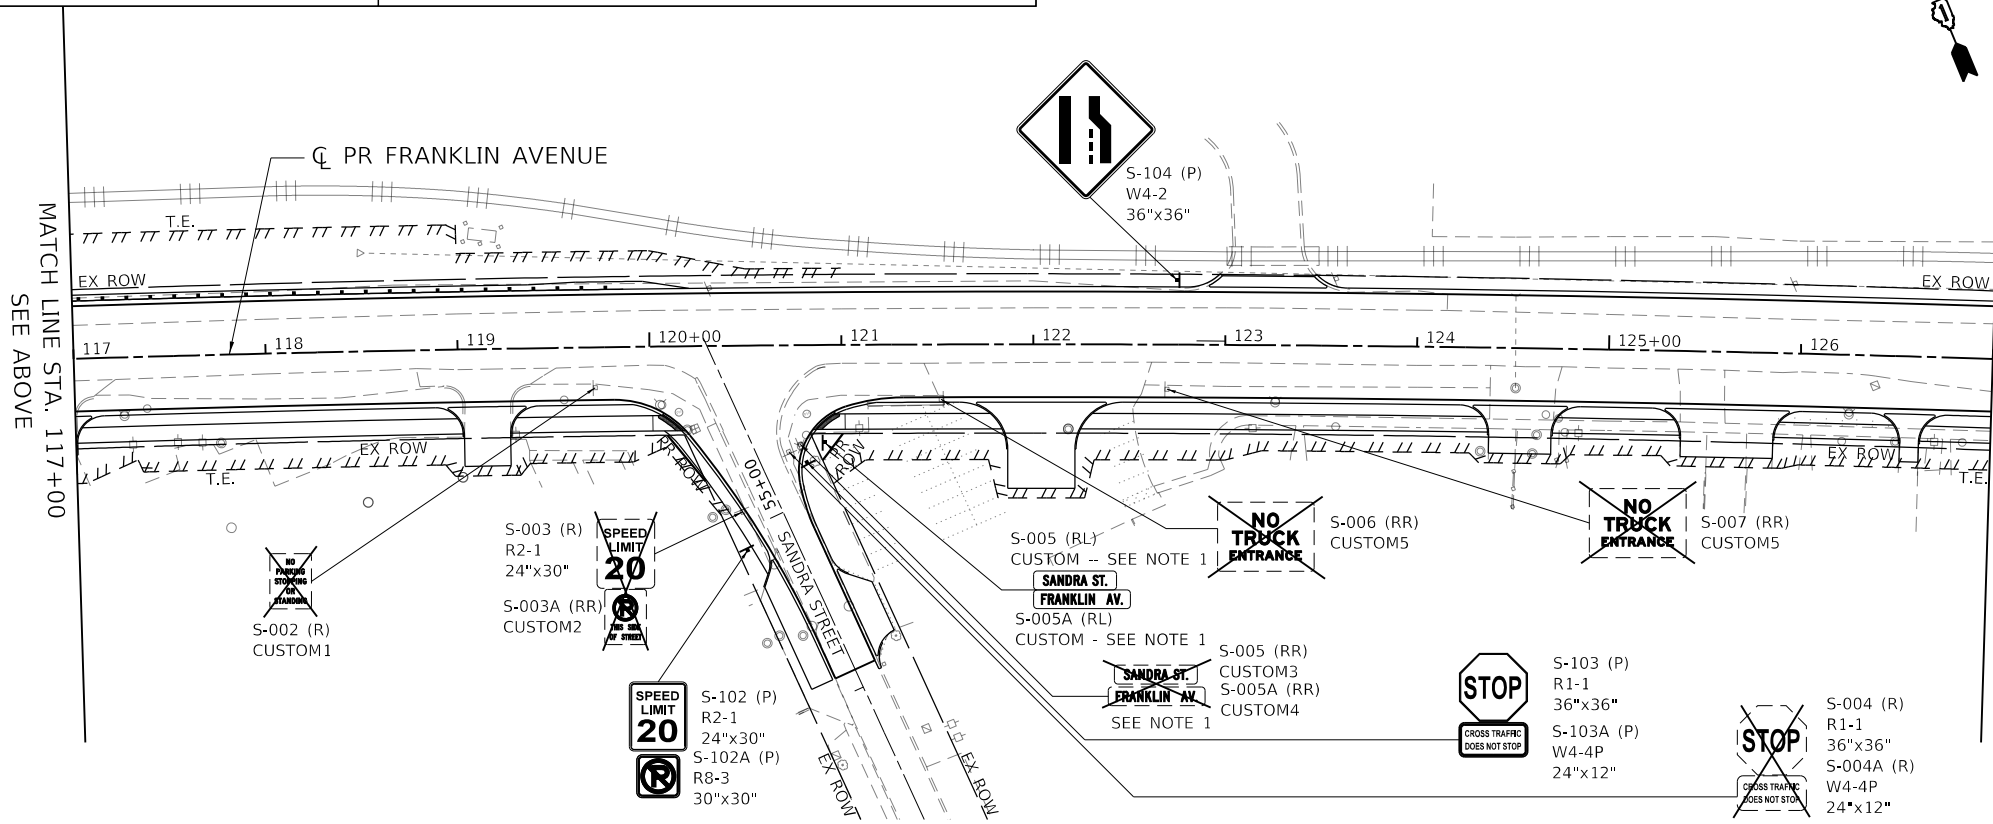 ℄ PR FRANKLIN AVENUE
S-104 (P)
W4-2
36"x36"
T.E.
EX ROW
EX ROW
MATCH LINE STA. 117+00
SEE ABOVE
117
118
119
120+00
121
122
123
124
125+00
126
EX ROW
T.E.
PR ROW
PR
ROW
EX ROW
T.E.
155+00
SANDRA STREET
EX ROW
EX ROW
NO
PARKING
STOPPING
OR
STANDING
S-002 (R)
CUSTOM1
S-003 (R)
R2-1
24"x30"
SPEED
LIMIT
20
S-003A (RR)
CUSTOM2
THIS SIDE
OF STREET
SPEED
LIMIT
20
S-102 (P)
R2-1
24"x30"
S-102A (P)
R8-3
30"x30"
S-005 (RL)
CUSTOM -- SEE NOTE 1
SANDRA ST.
FRANKLIN AV.
S-005A (RL)
CUSTOM - SEE NOTE 1
NO
TRUCK
ENTRANCE
S-006 (RR)
CUSTOM5
NO
TRUCK
ENTRANCE
S-007 (RR)
CUSTOM5
SANDRA ST.
FRANKLIN AV.
SEE NOTE 1
S-005 (RR)
CUSTOM3
S-005A (RR)
CUSTOM4
STOP
CROSS TRAFFIC
DOES NOT STOP
S-103 (P)
R1-1
36"x36"
S-103A (P)
W4-4P
24"x12"
STOP
CROSS TRAFFIC
DOES NOT STOP
S-004 (R)
R1-1
36"x36"
S-004A (R)
W4-4P
24"x12"